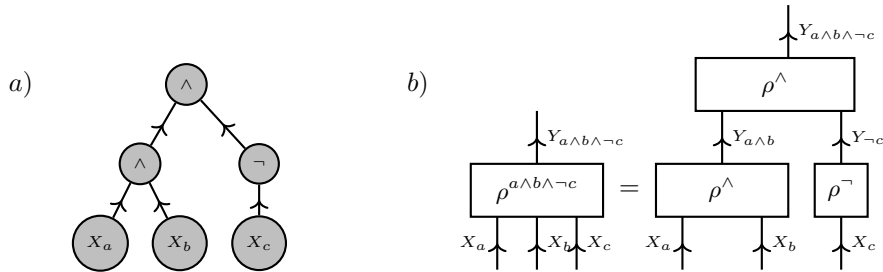 a)
∧
∧ ¬
X_a X_b X_c
b)
Y_{a∧b∧¬c}
ρ^{a∧b∧¬c}
X_a X_b X_c
=
Y_{a∧b∧¬c}
ρ^∧
Y_{a∧b} Y_{¬c}
ρ^∧ ρ^¬
X_a X_b X_c